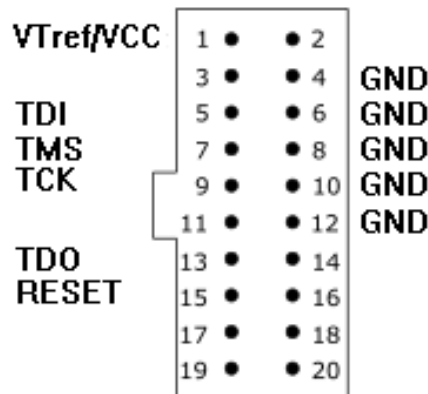 VTref/VCC 1 2
3 4 GND
TDI 5 6 GND
TMS 7 8 GND
TCK 9 10 GND
11 12 GND
TDO 13 14
RESET 15 16
17 18
19 20